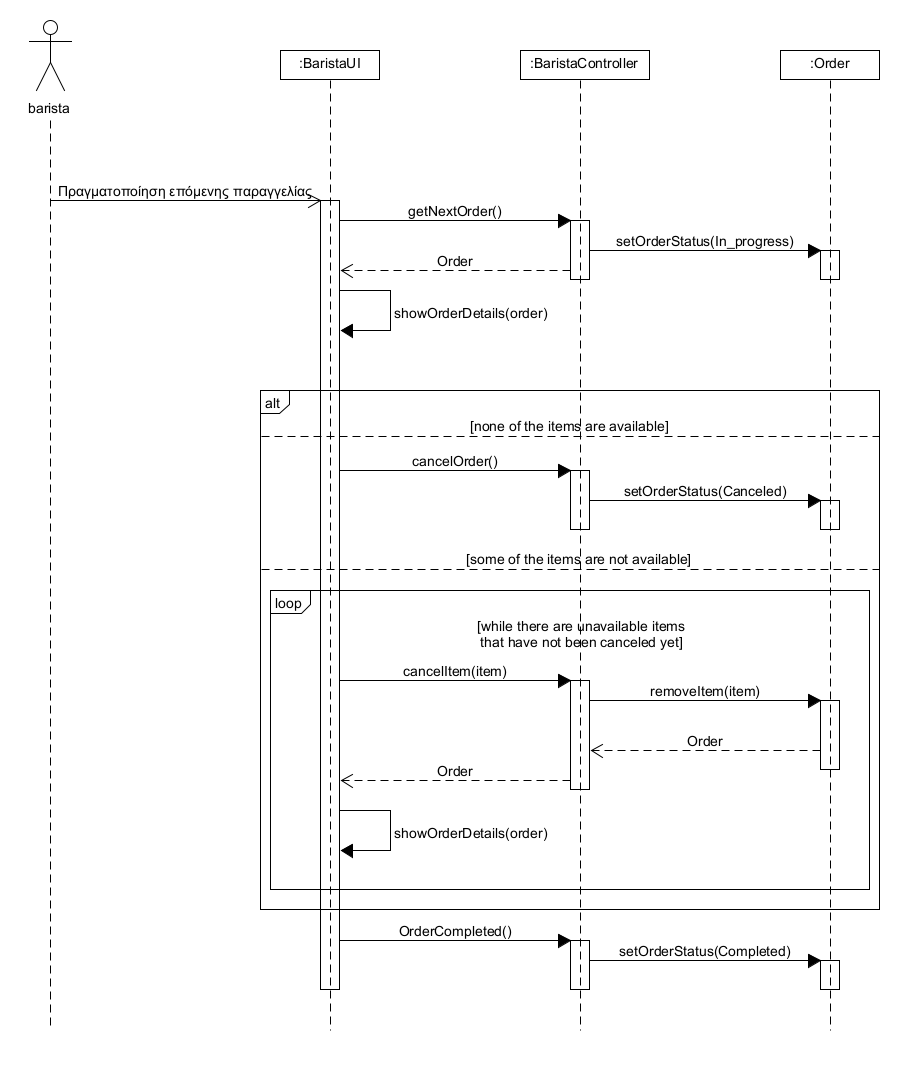 :BaristaUI
:BaristaController
:Order
barista
Πραγματοποίηση επόμενης παραγγελίας
getNextOrder()
setOrderStatus(In_progress)
Order
showOrderDetails(order)
alt
[none of the items are available]
cancelOrder()
setOrderStatus(Canceled)
[some of the items are not available]
loop
[while there are unavailable items
that have not been canceled yet]
cancelItem(item)
removeItem(item)
Order
Order
showOrderDetails(order)
OrderCompleted()
setOrderStatus(Completed)